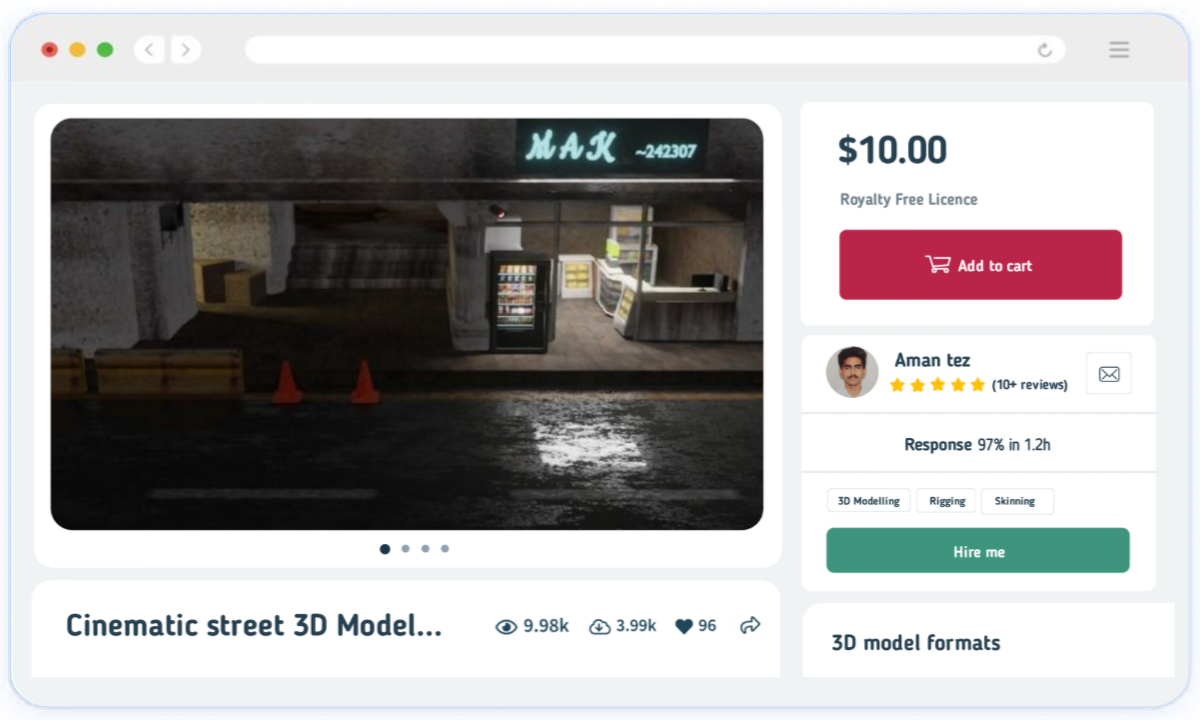 MAK ~242307
$10.00
Royalty Free Licence
Add to cart
Aman tez
(10+ reviews)
Response 97% in 1.2h
3D Modelling Rigging Skinning
Hire me
Cinematic street 3D Model... 9.98k 3.99k 96
3D model formats